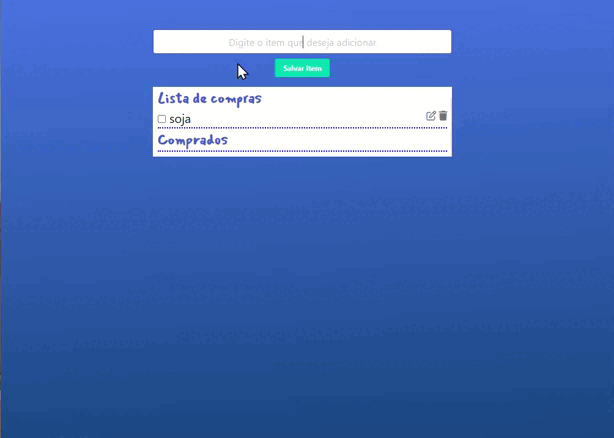 Digite o item que deseja adicionar
Salvar item
Lista de compras
soja
Comprados